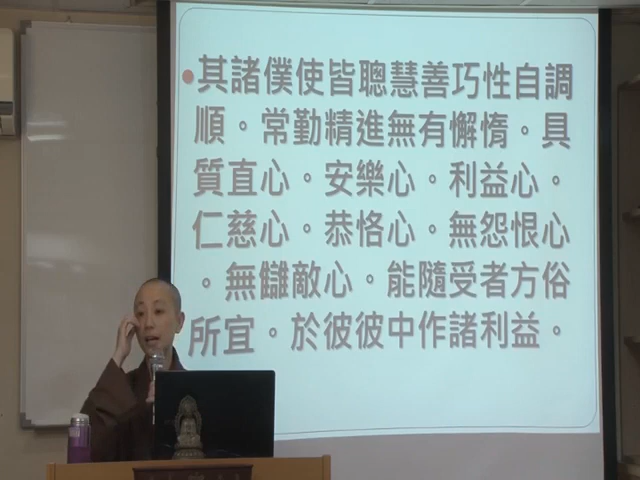 •其諸僕使皆聰慧善巧性自調
順。常勤精進無有懈惰。具
質直心。安樂心。利益心。
仁慈心。恭恪心。無怨恨心
。無讎敵心。能隨受者方俗
所宜。於彼彼中作諸利益。